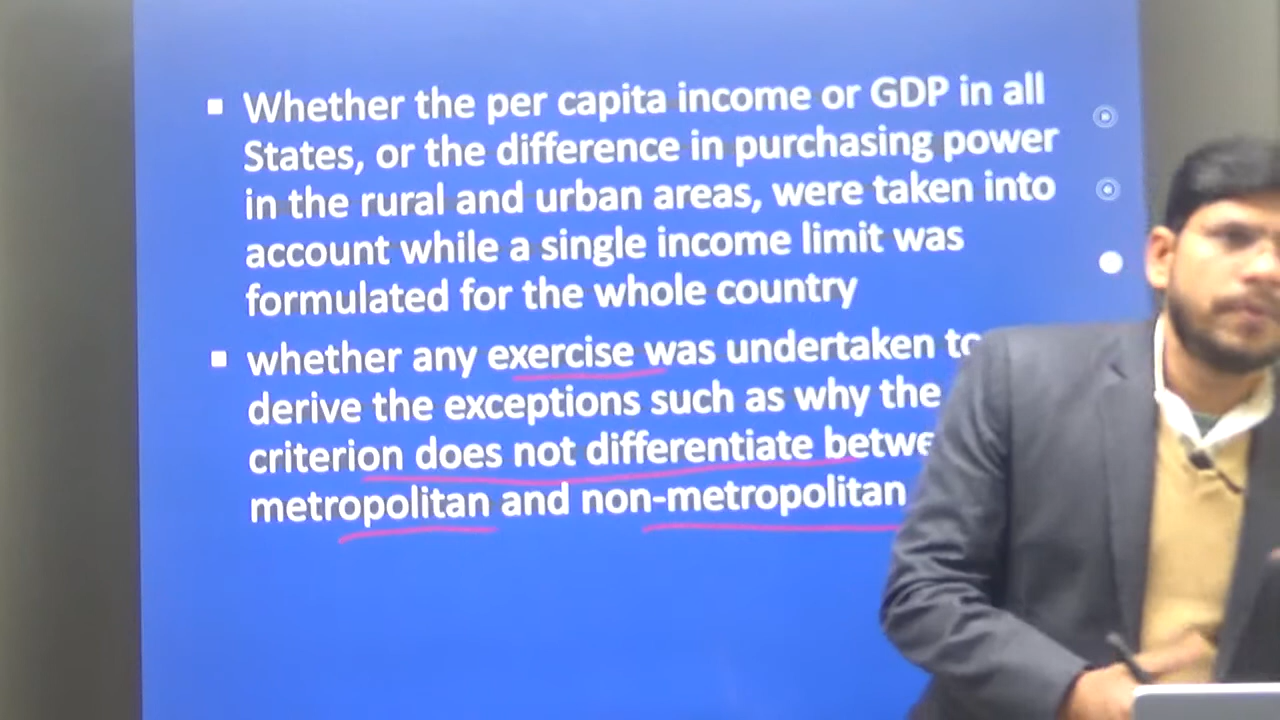 Whether the per capita income or GDP in all
States, or the difference in purchasing power
in the rural and urban areas, were taken into
account while a single income limit was
formulated for the whole country
whether any exercise was undertaken to
derive the exceptions such as why the
criterion does not differentiate betwe
metropolitan and non-metropolitan